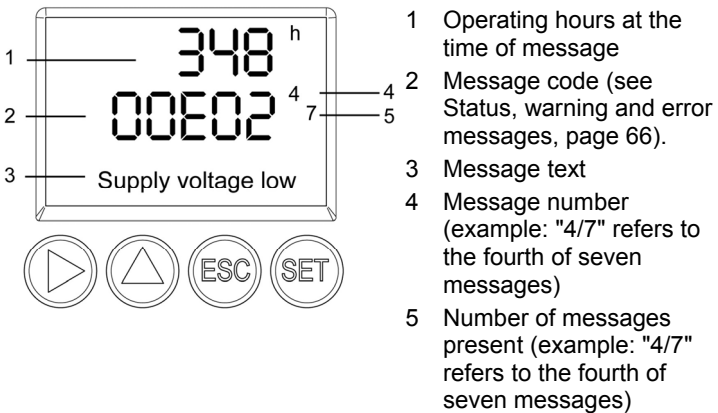 348 h
1
00E02 4 4
7 5
2
3 Supply voltage low
ESC SET
1 Operating hours at the
time of message
2 Message code (see
Status, warning and error
messages, page 66).
3 Message text
4 Message number
(example: "4/7" refers to
the fourth of seven
messages)
5 Number of messages
present (example: "4/7"
refers to the fourth of
seven messages)